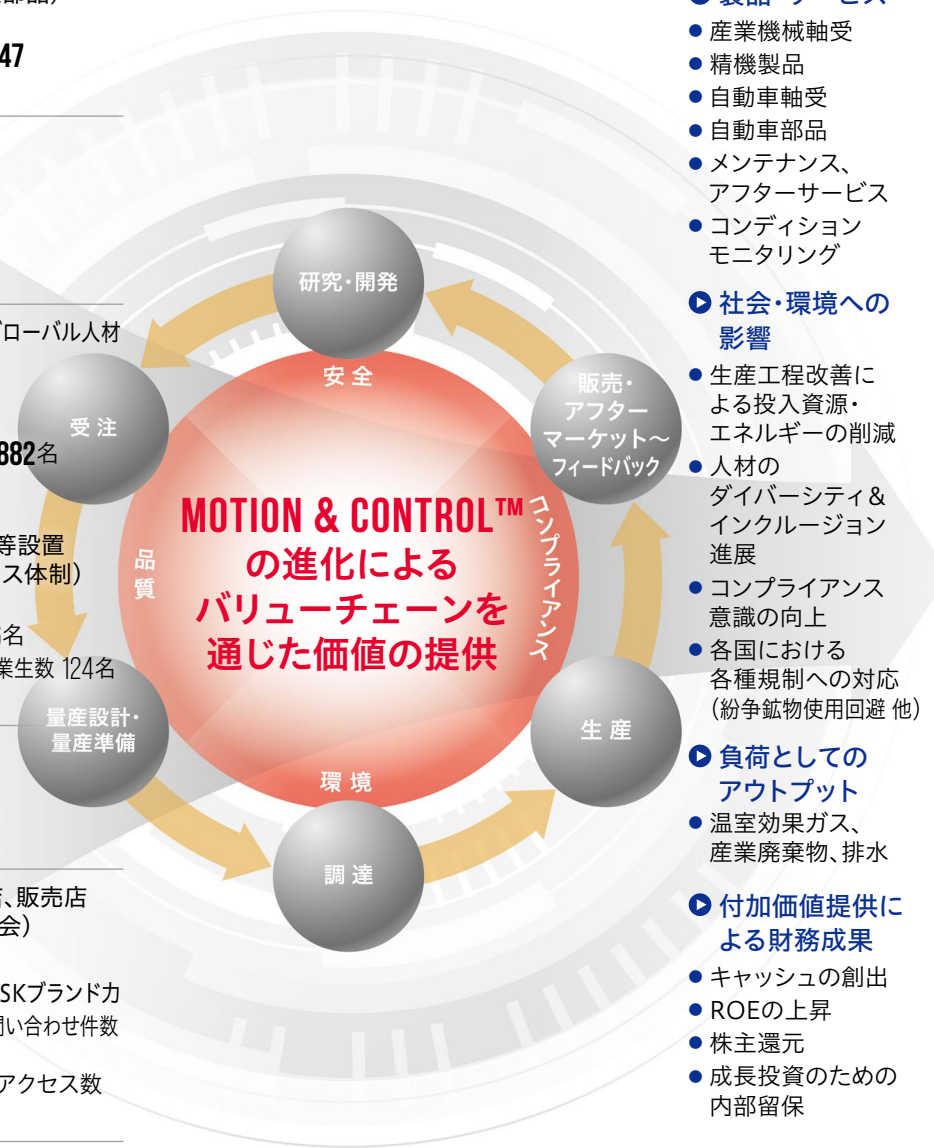 47
ローバル人材
882名
等設置
ス体制)
名
業生数 124名
、販売店
会)
SKブランド力
問い合わせ件数
アクセス数
研究・開発
受注
量産設計・
量産準備
調達
生産
販売・
アフター
マーケット～
フィードバック
安全
品質
環境
コンプライアンス
MOTION & CONTROL™
の進化による
バリューチェーンを
通じた価値の提供
産業機械軸受
精機製品
自動車軸受
自動車部品
メンテナンス、
アフターサービス
コンディション
モニタリング
社会・環境への
影響
生産工程改善に
よる投入資源・
エネルギーの削減
人材の
ダイバーシティ&
インクルージョン
進展
コンプライアンス
意識の向上
各国における
各種規制への対応
(紛争鉱物使用回避 他)
負荷としての
アウトプット
温室効果ガス、
産業廃棄物、排水
付加価値提供に
よる財務成果
キャッシュの創出
ROEの上昇
株主還元
成長投資のための
内部留保